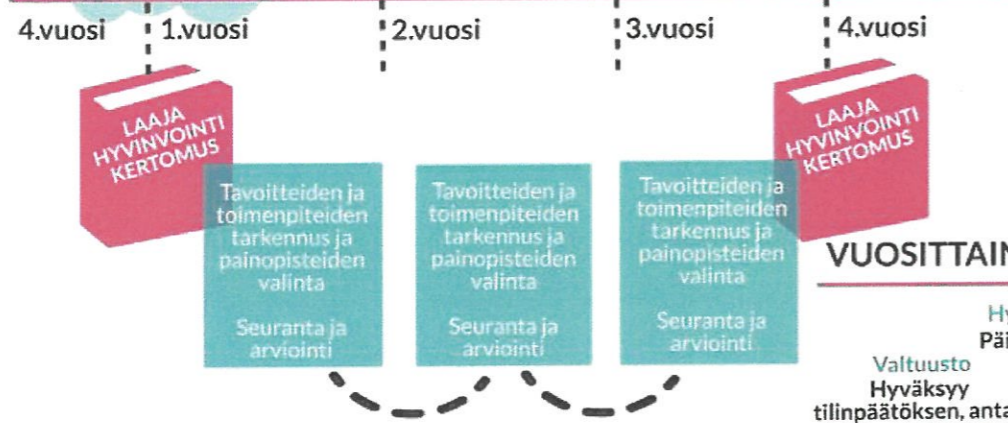 4.vuosi
1.vuosi
2.vuosi
3.vuosi
4.vuosi
LAAJA
HYVINVOINTI
KERTOMUS
Tavoitteiden ja
toimenpiteiden
tarkennus ja
painopisteiden
valinta
Seuranta ja
arviointi
Tavoitteiden ja
toimenpiteiden
tarkennus ja
painopisteiden
valinta
Seuranta ja
arviointi
Tavoitteiden ja
toimenpiteiden
tarkennus ja
painopisteiden
valinta
Seuranta ja
arviointi
LAAJA
HYVINVOINTI
KERTOMUS
VUOSITTAIN
Valtuusto
Hyväksyy
tilinpäätöksen,